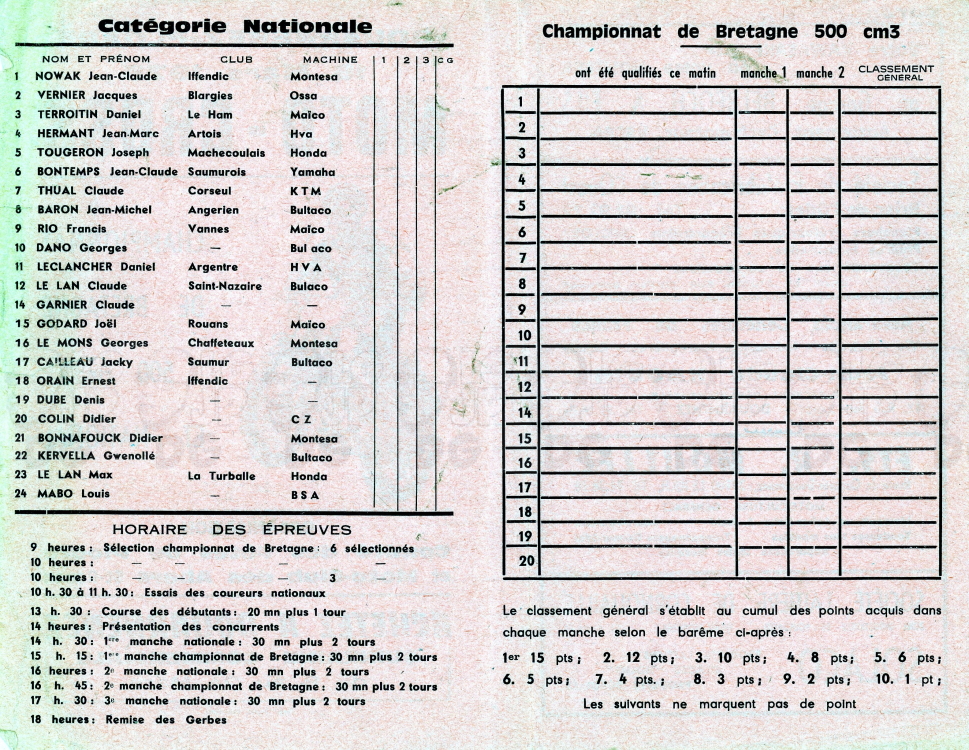 Catégorie Nationale
NOM ET PRÉNOM CLUB MACHINE 1 2 3 CG
1 NOWAK Jean-Claude Iffendic Montesa
2 VERNIER Jacques Blargies Ossa
3 TERROITIN Daniel Le Ham Maïco
4 HERMANT Jean-Marc Artois Hva
5 TOUGERON Joseph Machecoulais Honda
6 BONTEMPS Jean-Claude Saumurois Yamaha
7 THUAL Claude Corseul KTM
8 BARON Jean-Michel Angerien Bultaco
9 RIO Francis Vannes Maïco
10 DANO Georges — Bul aco
11 LECLANCHER Daniel Argentre HVA
12 LE LAN Claude Saint-Nazaire Bulaco
14 GARNIER Claude — —
15 GODARD Joël Rouans Maïco
16 LE MONS Georges Chaffeteaux Montesa
17 CAILLEAU Jacky Saumur Bultaco
18 ORAIN Ernest Iffendic —
19 DUBE Denis — —
20 COLIN Didier — C Z
21 BONNAFOUCK Didier — Montesa
22 KERVELLA Gwenollé — Bultaco
23 LE LAN Max La Turballe Honda
24 MABO Louis — BSA
HORAIRE DES ÉPREUVES
9 heures : Sélection championnat de Bretagne : 6 sélectionnés
10 heures : — — — —
10 heures : — — — 3 —
10 h. 30 à 11 h. 30 : Essais des coureurs nationaux
13 h. 30 : Course des débutants : 20 mn plus 1 tour
14 heures : Présentation des concurrents
14 h. 30 : 1re manche nationale : 30 mn plus 2 tours
15 h. 15 : 1re manche championnat de Bretagne : 30 mn plus 2 tours
16 heures : 2e manche nationale : 30 mn plus 2 tours
16 h. 45 : 2e manche championnat de Bretagne : 30 mn plus 2 tours
17 h. 30 : 3e manche nationale : 30 mn plus 2 tours
18 heures : Remise des Gerbes
Championnat de Bretagne 500 cm3
ont été qualifiés ce matin manche 1 manche 2 CLASSEMENT GÉNÉRAL
1
2
3
4
5
6
7
8
9
10
11
12
14
15
16
17
18
19
20
Le classement général s'établit au cumul des points acquis dans
chaque manche selon le barême ci-après :
1er 15 pts ; 2. 12 pts ; 3. 10 pts ; 4. 8 pts ; 5. 6 pts ;
6. 5 pts ; 7. 4 pts. ; 8. 3 pts ; 9. 2 pts ; 10. 1 pt ;
Les suivants ne marquent pas de point